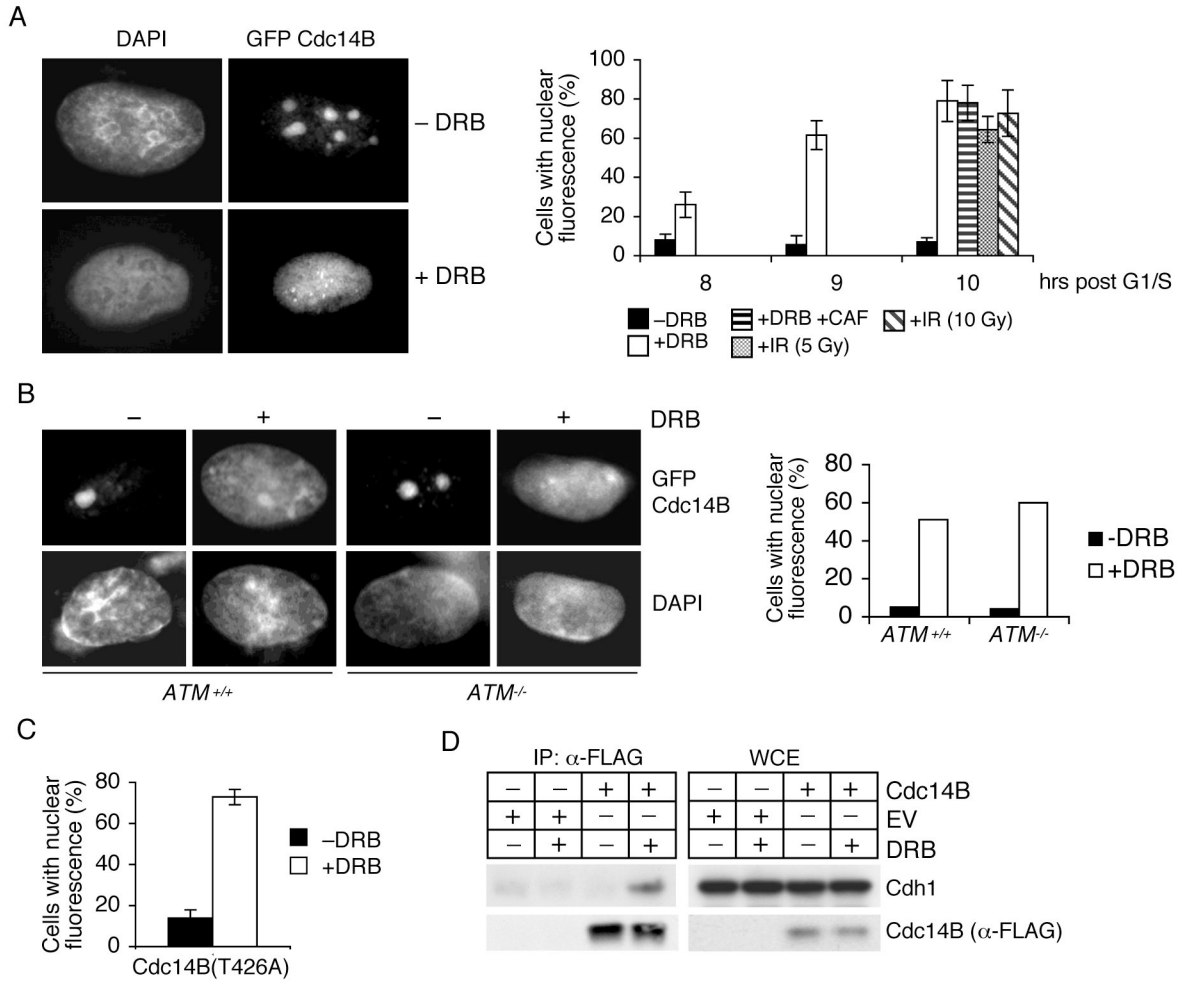 A
DAPI
GFP Cdc14B
– DRB
+ DRB
Cells with nuclear
fluorescence (%)
100
80
60
40
20
0
8 9 10 hrs post G1/S
–DRB
+DRB
+DRB +CAF
+IR (5 Gy)
+IR (10 Gy)
B
– + – + DRB
GFP
Cdc14B
DAPI
ATM +/+ ATM-/-
Cells with nuclear
fluorescence (%)
80
60
40
20
0
ATM +/+ ATM-/-
-DRB
+DRB
C
Cells with nuclear
fluorescence (%)
80
60
40
20
0
Cdc14B(T426A)
–DRB
+DRB
D
IP: α-FLAG WCE
– – + + – – + + Cdc14B
+ + – – + + – – EV
– + – + – + – + DRB
Cdh1
Cdc14B (α-FLAG)